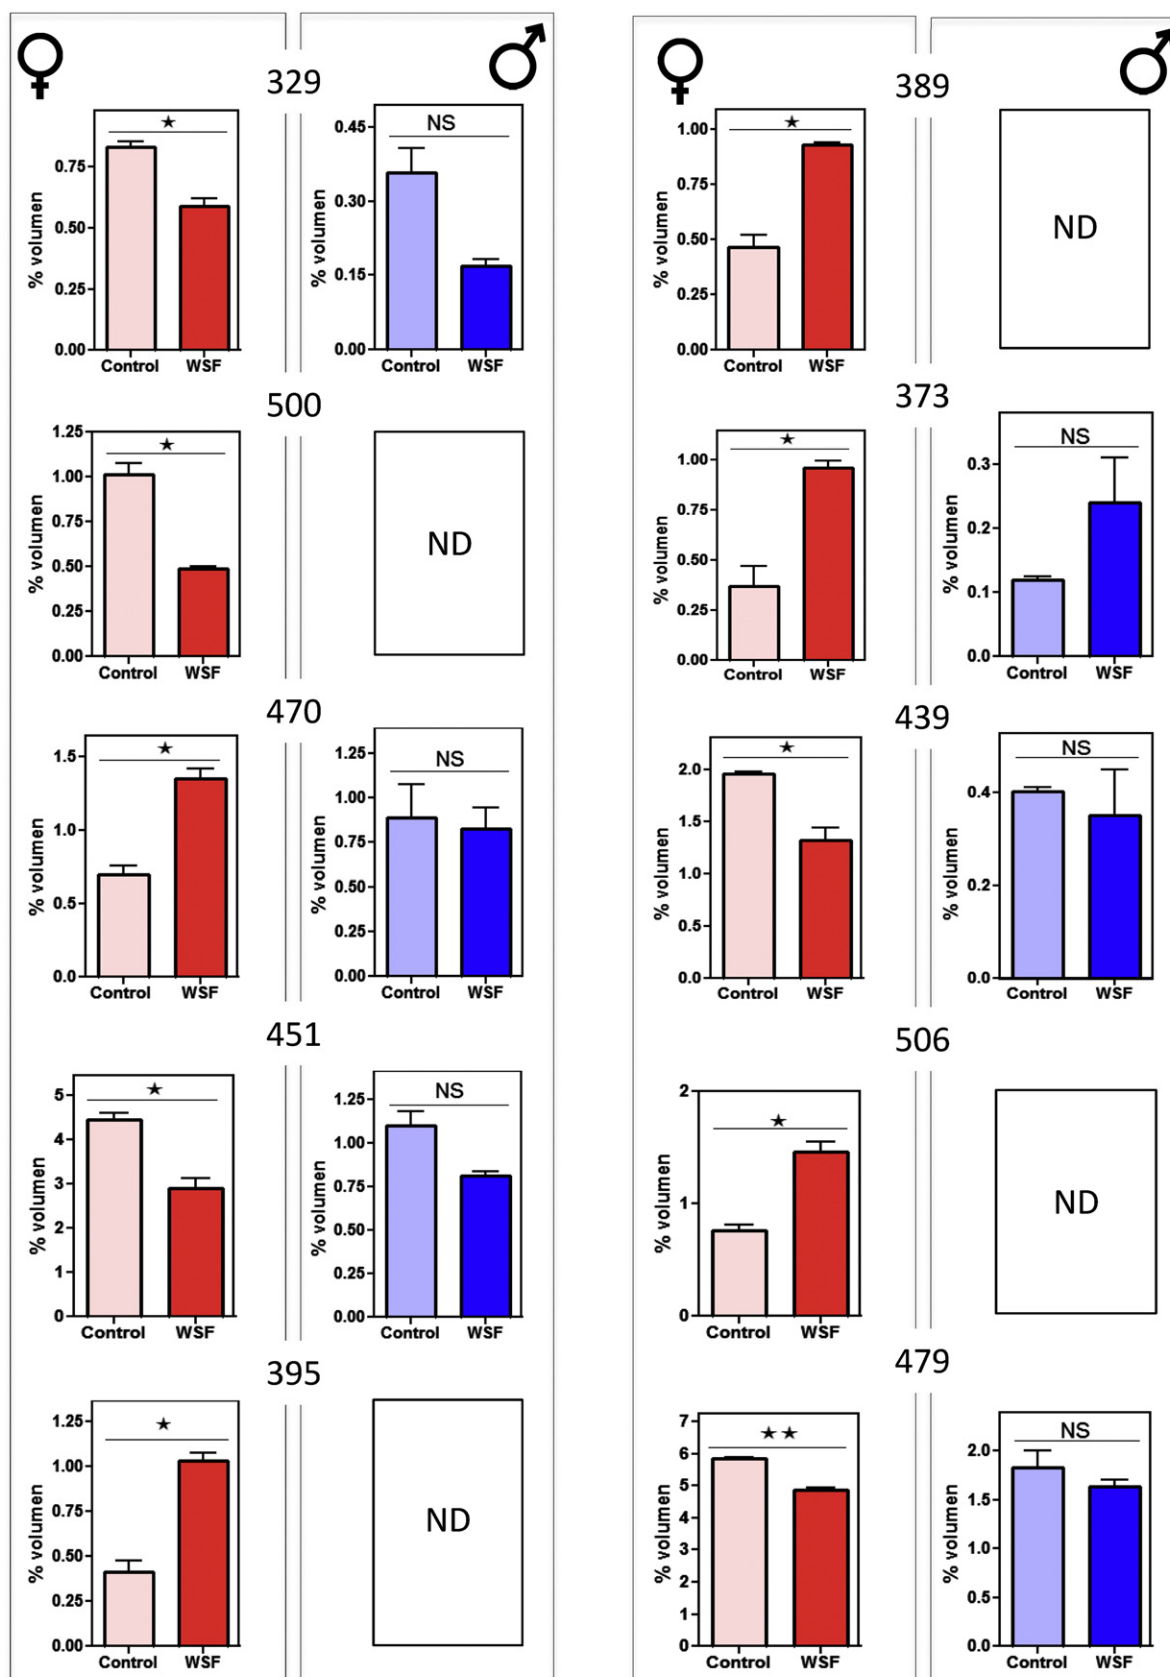 329
★
% volumen
0.75
0.50
0.25
0.00
Control WSF
NS
% volumen
0.45
0.30
0.15
0.00
Control WSF
500
★
% volumen
1.25
1.00
0.75
0.50
0.25
0.00
Control WSF
ND
470
★
% volumen
1.5
1.0
0.5
0.0
Control WSF
NS
% volumen
1.25
1.00
0.75
0.50
0.25
0.00
Control WSF
451
★
% volumen
5
4
3
2
1
0
Control WSF
NS
% volumen
1.25
1.00
0.75
0.50
0.25
0.00
Control WSF
395
★
% volumen
1.25
1.00
0.75
0.50
0.25
0.00
Control WSF
ND
389
★
% volumen
1.00
0.75
0.50
0.25
0.00
Control WSF
ND
373
★
% volumen
1.00
0.75
0.50
0.25
0.00
Control WSF
NS
% volumen
0.3
0.2
0.1
0.0
Control WSF
439
★
% volumen
2.0
1.5
1.0
0.5
0.0
Control WSF
NS
% volumen
0.4
0.2
0.0
Control WSF
506
★
% volumen
2
1
0
Control WSF
ND
479
★ ★
% volumen
7
6
5
4
3
2
1
0
Control WSF
NS
% volumen
2.0
1.5
1.0
0.5
0.0
Control WSF